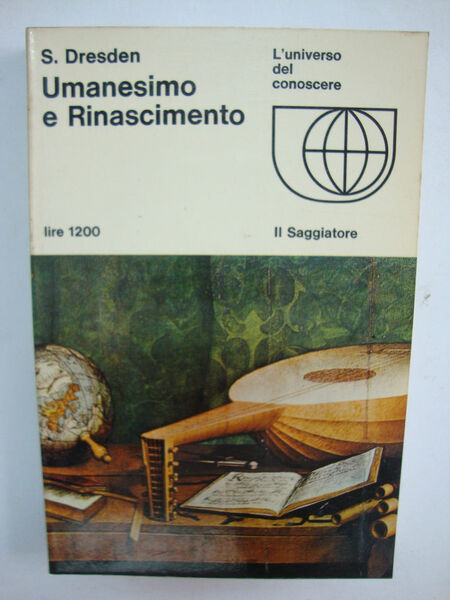 S. Dresden
Umanesimo
e Rinascimento
lire 1200
L'universo
del
conoscere
Il Saggiatore